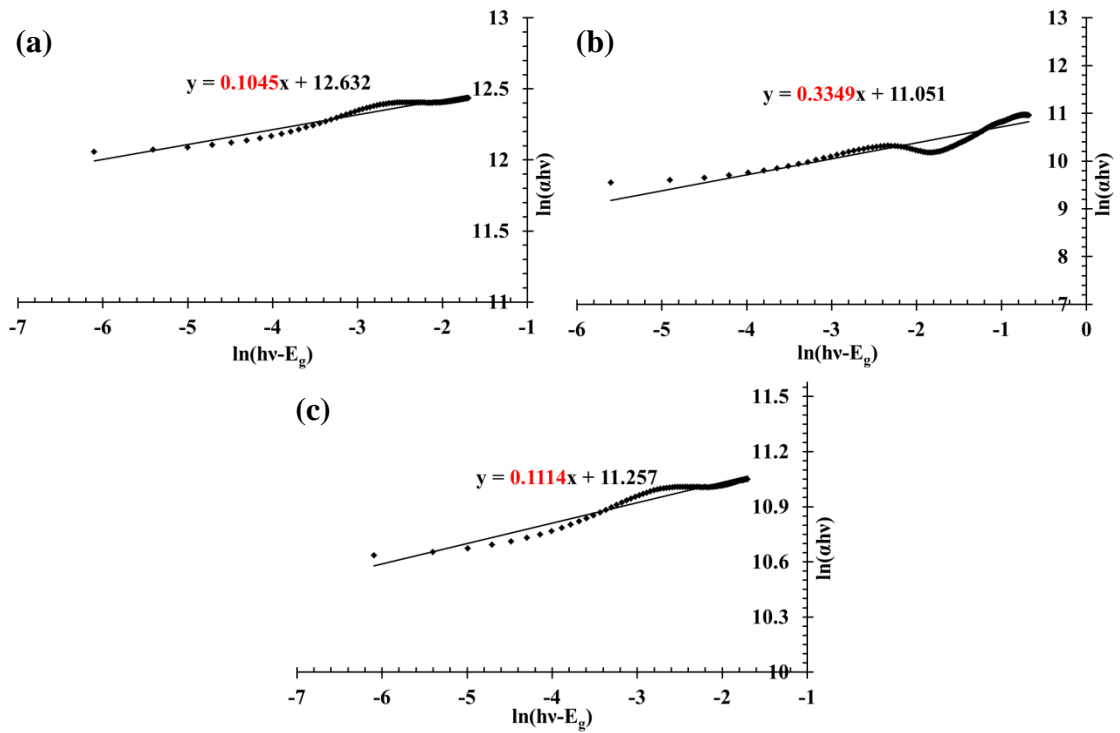 (a)
y = 0.1045x + 12.632
13
12.5
12
11.5
11
ln(αhν)
-7 -6 -5 -4 -3 -2 -1
ln(hν-Eg)
(b)
y = 0.3349x + 11.051
13
12
11
10
9
8
7
ln(αhν)
-6 -5 -4 -3 -2 -1 0
ln(hν-Eg)
(c)
y = 0.1114x + 11.257
11.5
11.2
10.9
10.6
10.3
10
ln(αhν)
-7 -6 -5 -4 -3 -2 -1
ln(hν-Eg)